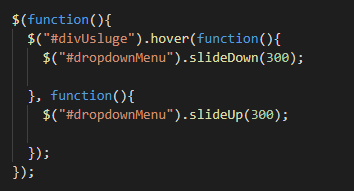 $(function(){
$("#divUsluge").hover(function(){
$("#dropdownMenu").slideDown(300);
}, function(){
$("#dropdownMenu").slideUp(300);
});
});